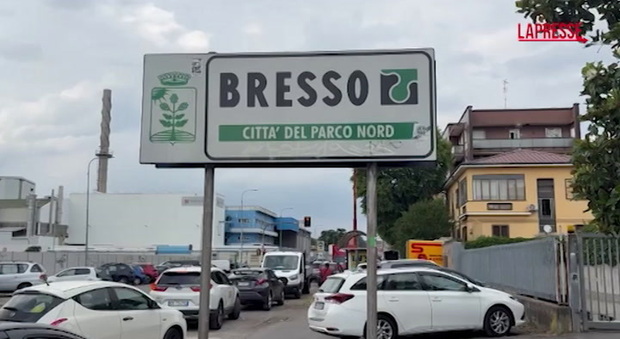 LAPRESSE
BRESSO
CITTA' DEL PARCO NORD